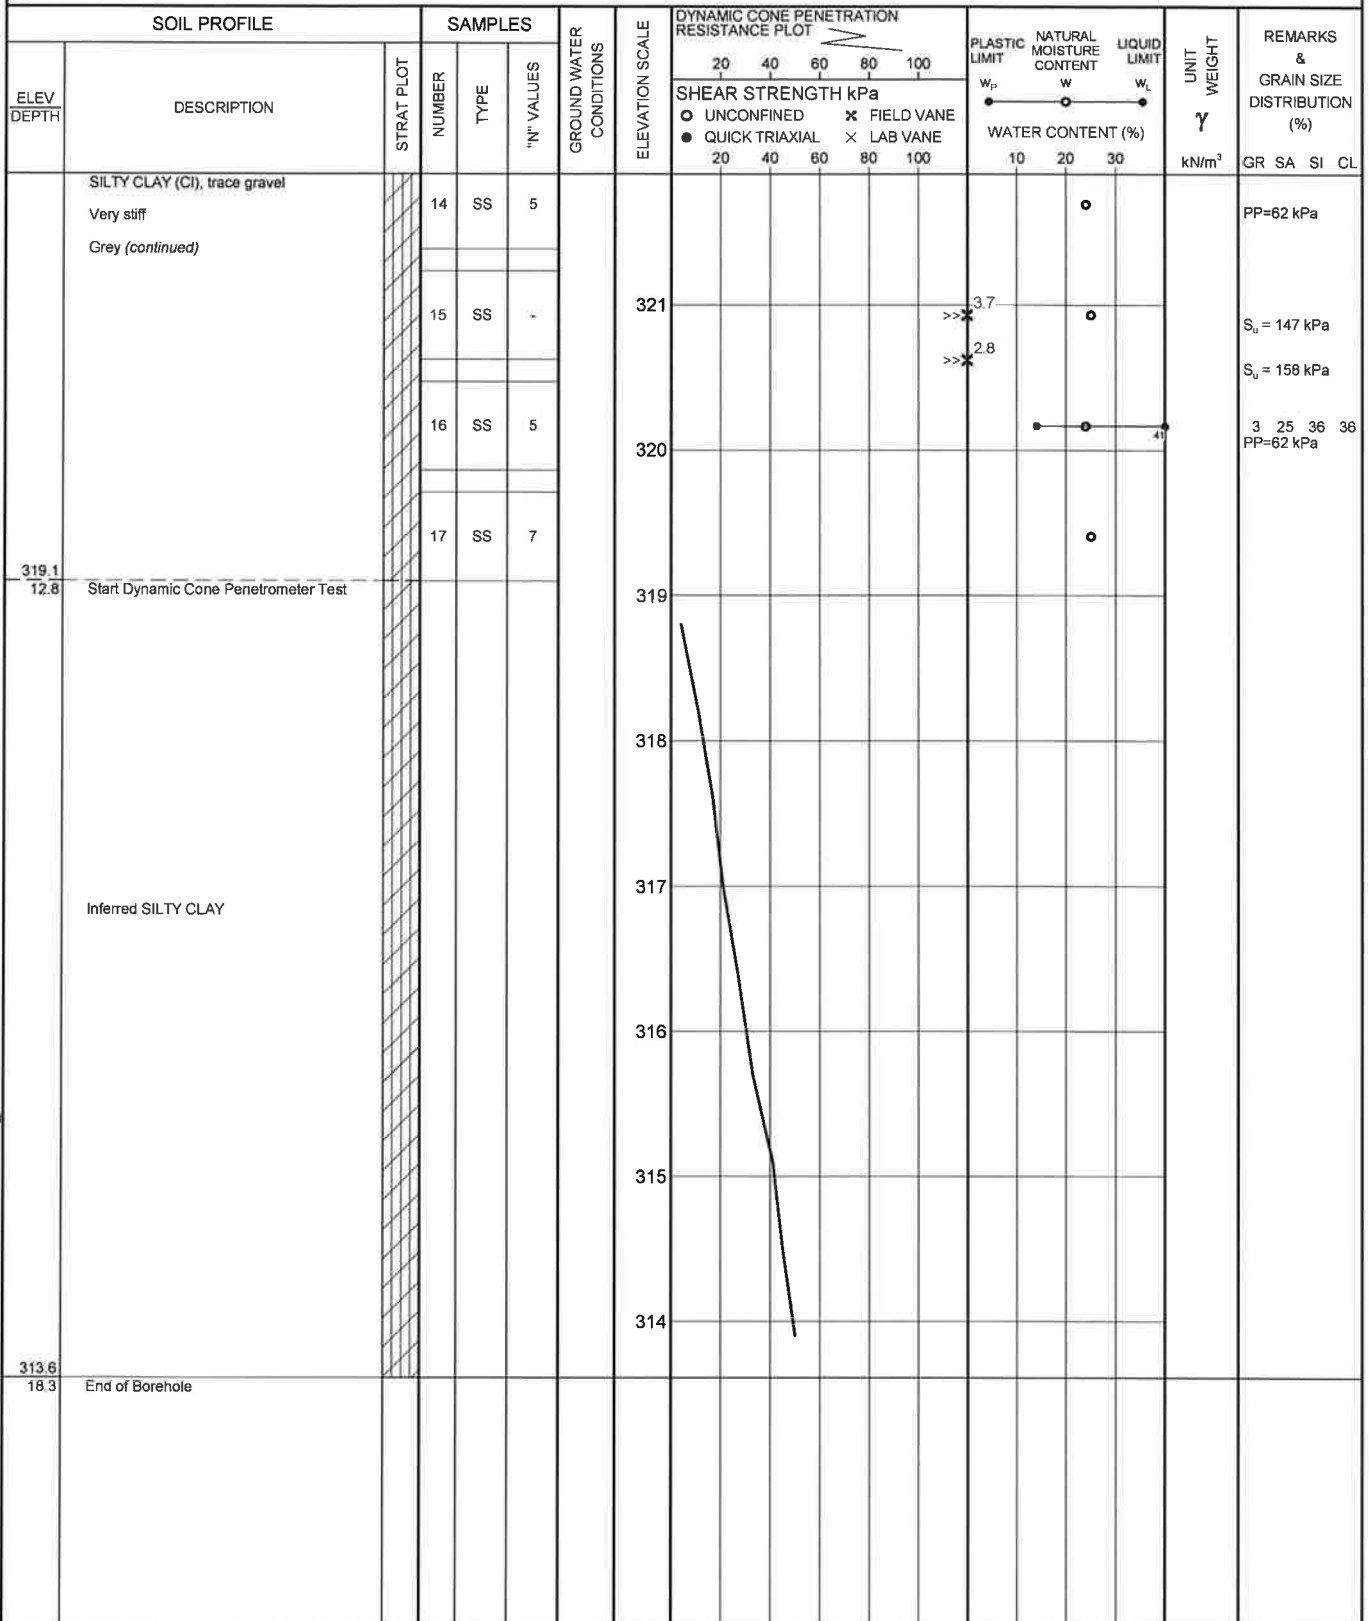 SOIL PROFILE
SAMPLES
GROUND WATER
CONDITIONS
ELEVATION SCALE
DYNAMIC CONE PENETRATION
RESISTANCE PLOT
20 40 60 80 100
PLASTIC
LIMIT
NATURAL
MOISTURE
CONTENT
LIQUID
LIMIT
UNIT
WEIGHT
REMARKS
&
GRAIN SIZE
DISTRIBUTION
(%)
ELEV
DEPTH
DESCRIPTION
STRAT PLOT
NUMBER
TYPE
"N" VALUES
SHEAR STRENGTH kPa
UNCONFINED
FIELD VANE
QUICK TRIAXIAL
LAB VANE
20 40 60 80 100
WP W WL
WATER CONTENT (%)
10 20 30
γ
kN/m³
GR SA SI CL
SILTY CLAY (CI), trace gravel
Very stiff
Grey (continued)
14 SS 5
PP=62 kPa
321
15 SS -
>> 3.7
Su = 147 kPa
>> 2.8
Su = 158 kPa
16 SS 5
41
3 25 36 36
PP=62 kPa
320
17 SS 7
319.1
12.8
Start Dynamic Cone Penetrometer Test
319
318
317
Inferred SILTY CLAY
316
315
314
313.6
18.3
End of Borehole